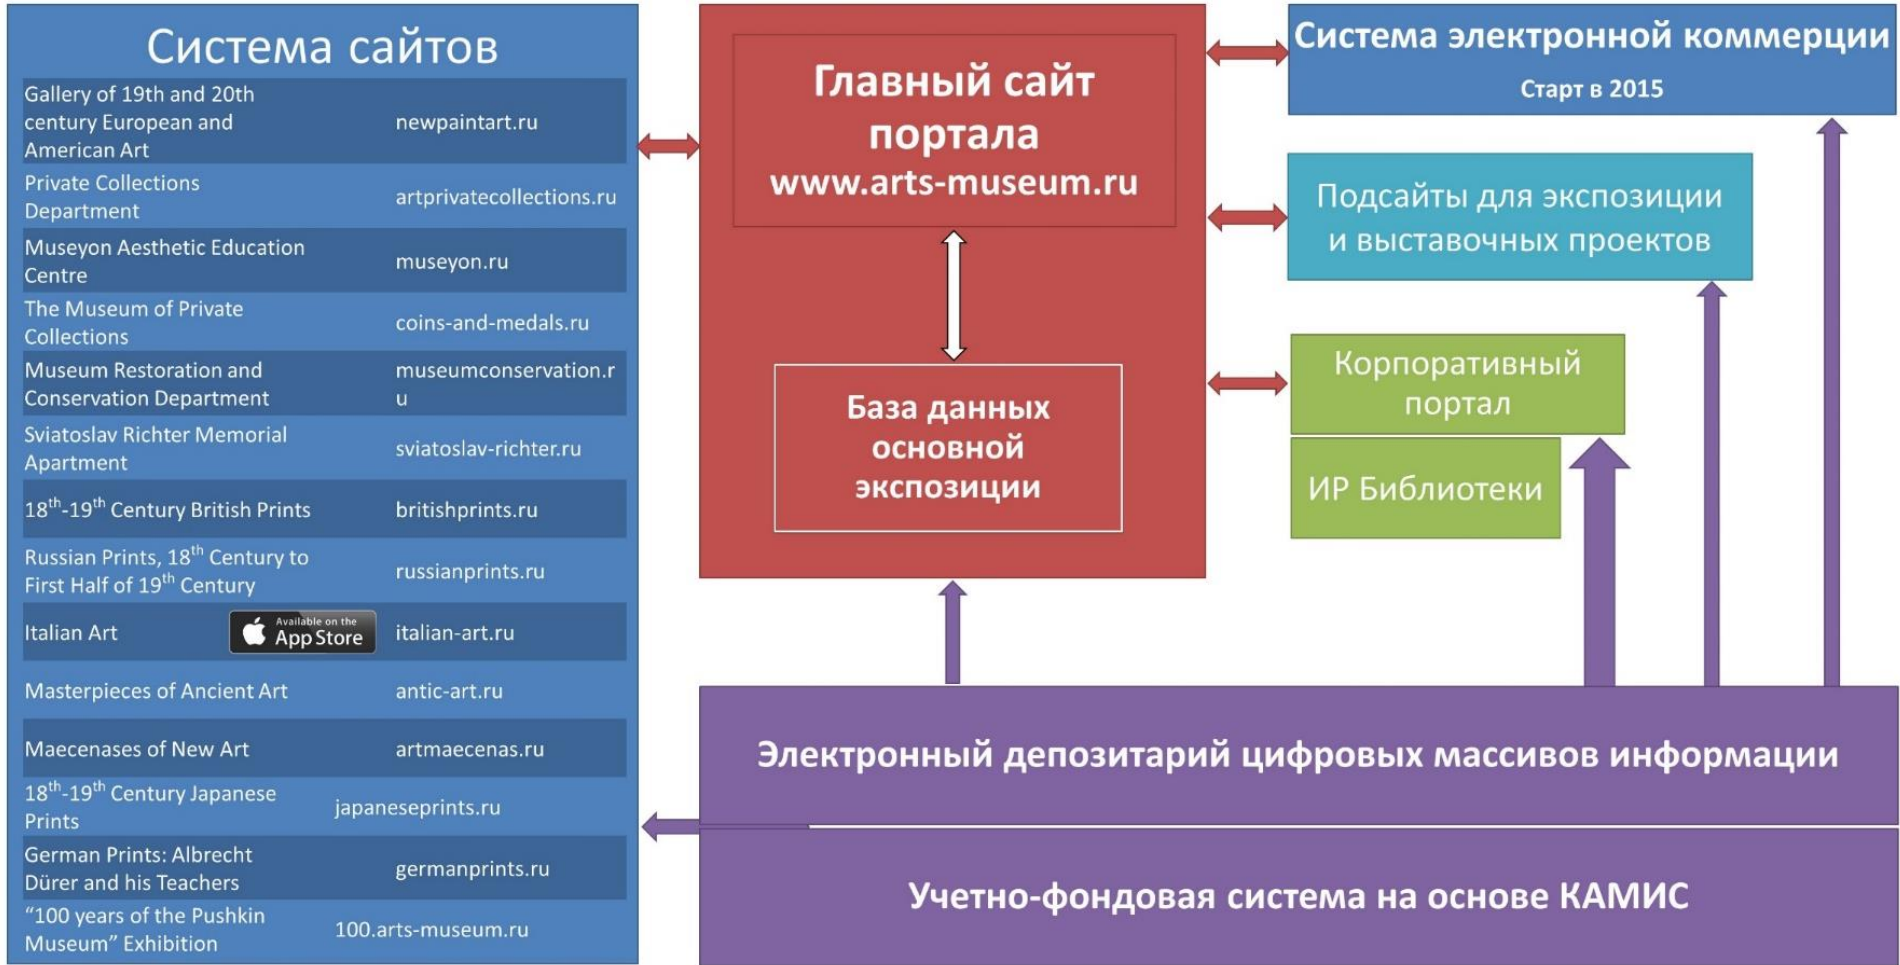 Система сайтов
Gallery of 19th and 20th
century European and
American Art
newpaintart.ru
Private Collections
Department
artprivatecollections.ru
Museyon Aesthetic Education
Centre
museyon.ru
The Museum of Private
Collections
coins-and-medals.ru
Museum Restoration and
Conservation Department
museumconservation.r
u
Sviatoslav Richter Memorial
Apartment
sviatoslav-richter.ru
18th-19th Century British Prints
britishprints.ru
Russian Prints, 18th Century to
First Half of 19th Century
russianprints.ru
Italian Art
Available on the
App Store
italian-art.ru
Masterpieces of Ancient Art
antic-art.ru
Maecenases of New Art
artmaecenas.ru
18th-19th Century Japanese
Prints
japaneseprints.ru
German Prints: Albrecht
Dürer and his Teachers
germanprints.ru
“100 years of the Pushkin
Museum” Exhibition
100.arts-museum.ru
Главный сайт
портала
www.arts-museum.ru
База данных
основной
экспозиции
Система электронной коммерции
Старт в 2015
Подсайты для экспозиции
и выставочных проектов
Корпоративный
портал
ИР Библиотеки
Электронный депозитарий цифровых массивов информации
Учетно-фондовая система на основе КАМИС